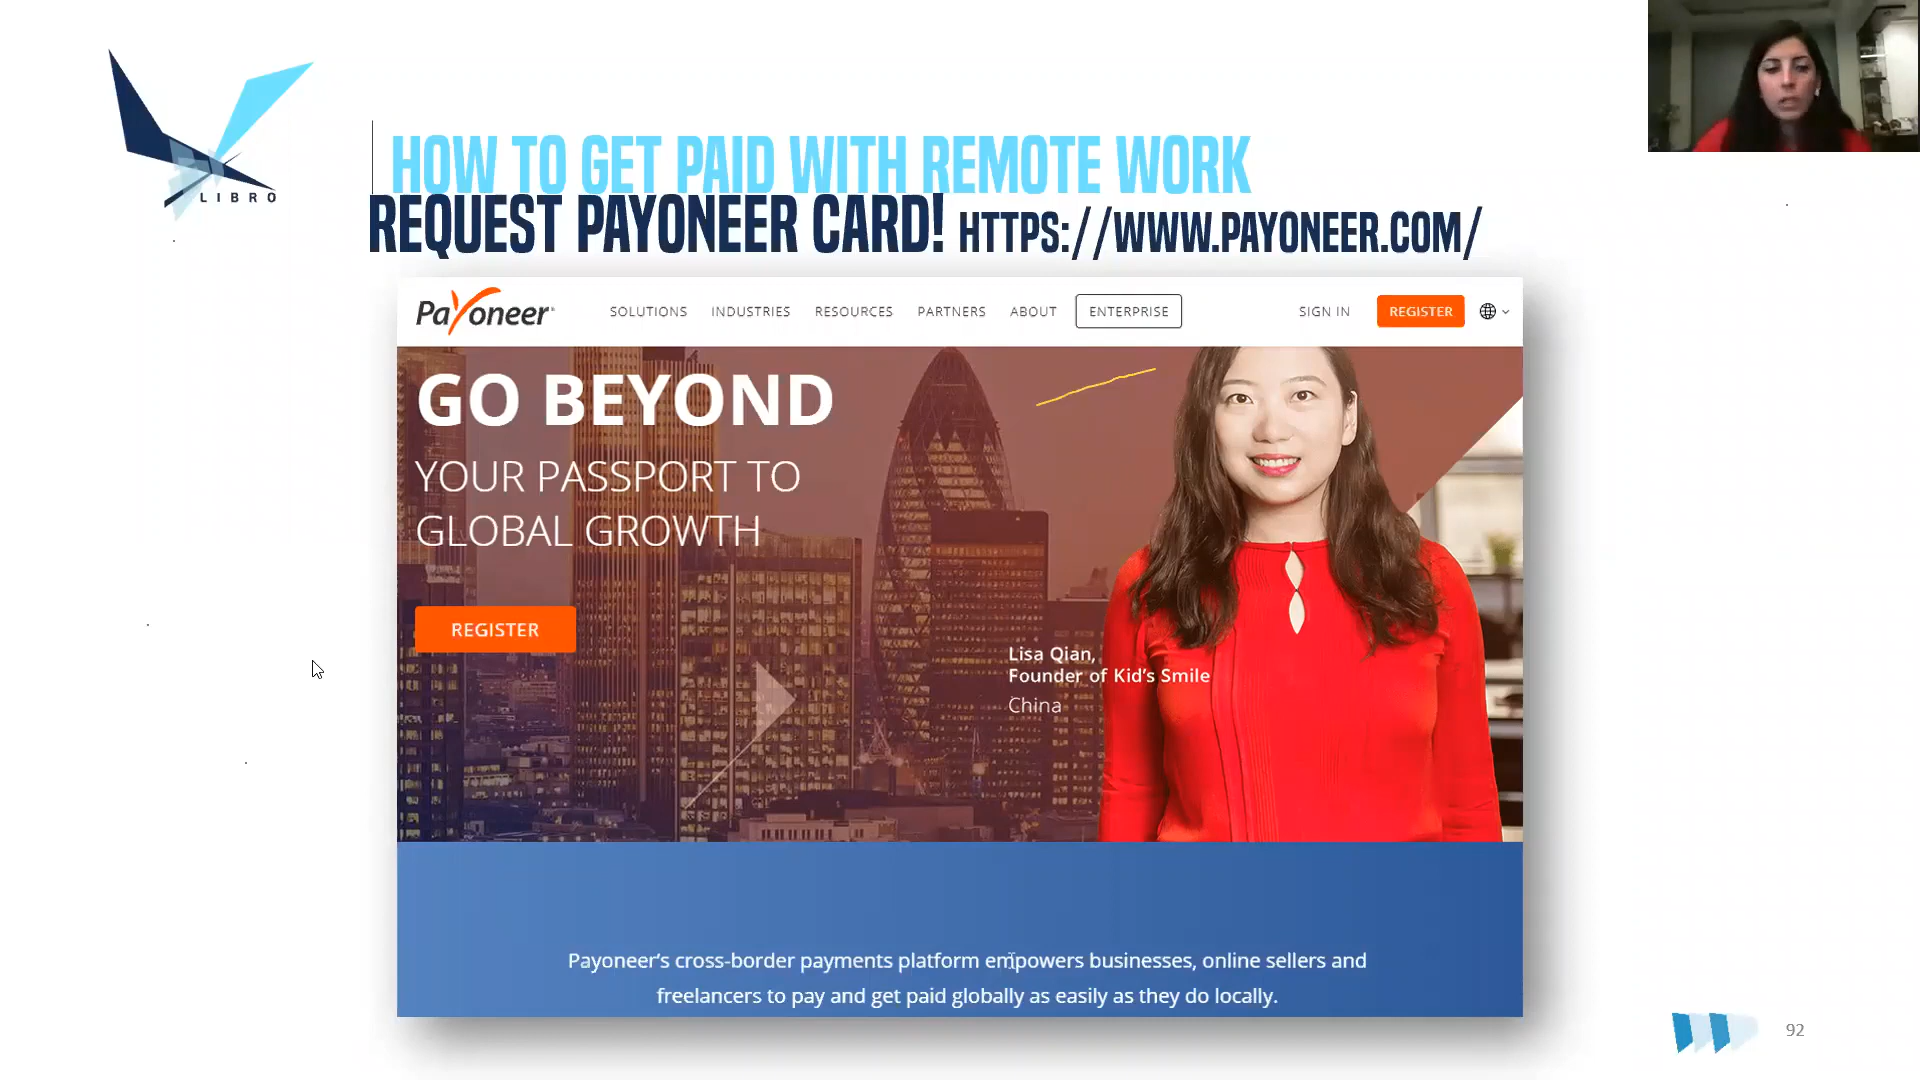 LIBRO
HOW TO GET PAID WITH REMOTE WORK
REQUEST PAYONEER CARD! HTTPS://WWW.PAYONEER.COM/
Payoneer
SOLUTIONS INDUSTRIES RESOURCES PARTNERS ABOUT ENTERPRISE SIGN IN REGISTER
GO BEYOND
YOUR PASSPORT TO
GLOBAL GROWTH
REGISTER
Lisa Qian,
Founder of Kid's Smile
China
Payoneer's cross-border payments platform empowers businesses, online sellers and
freelancers to pay and get paid globally as easily as they do locally.
92